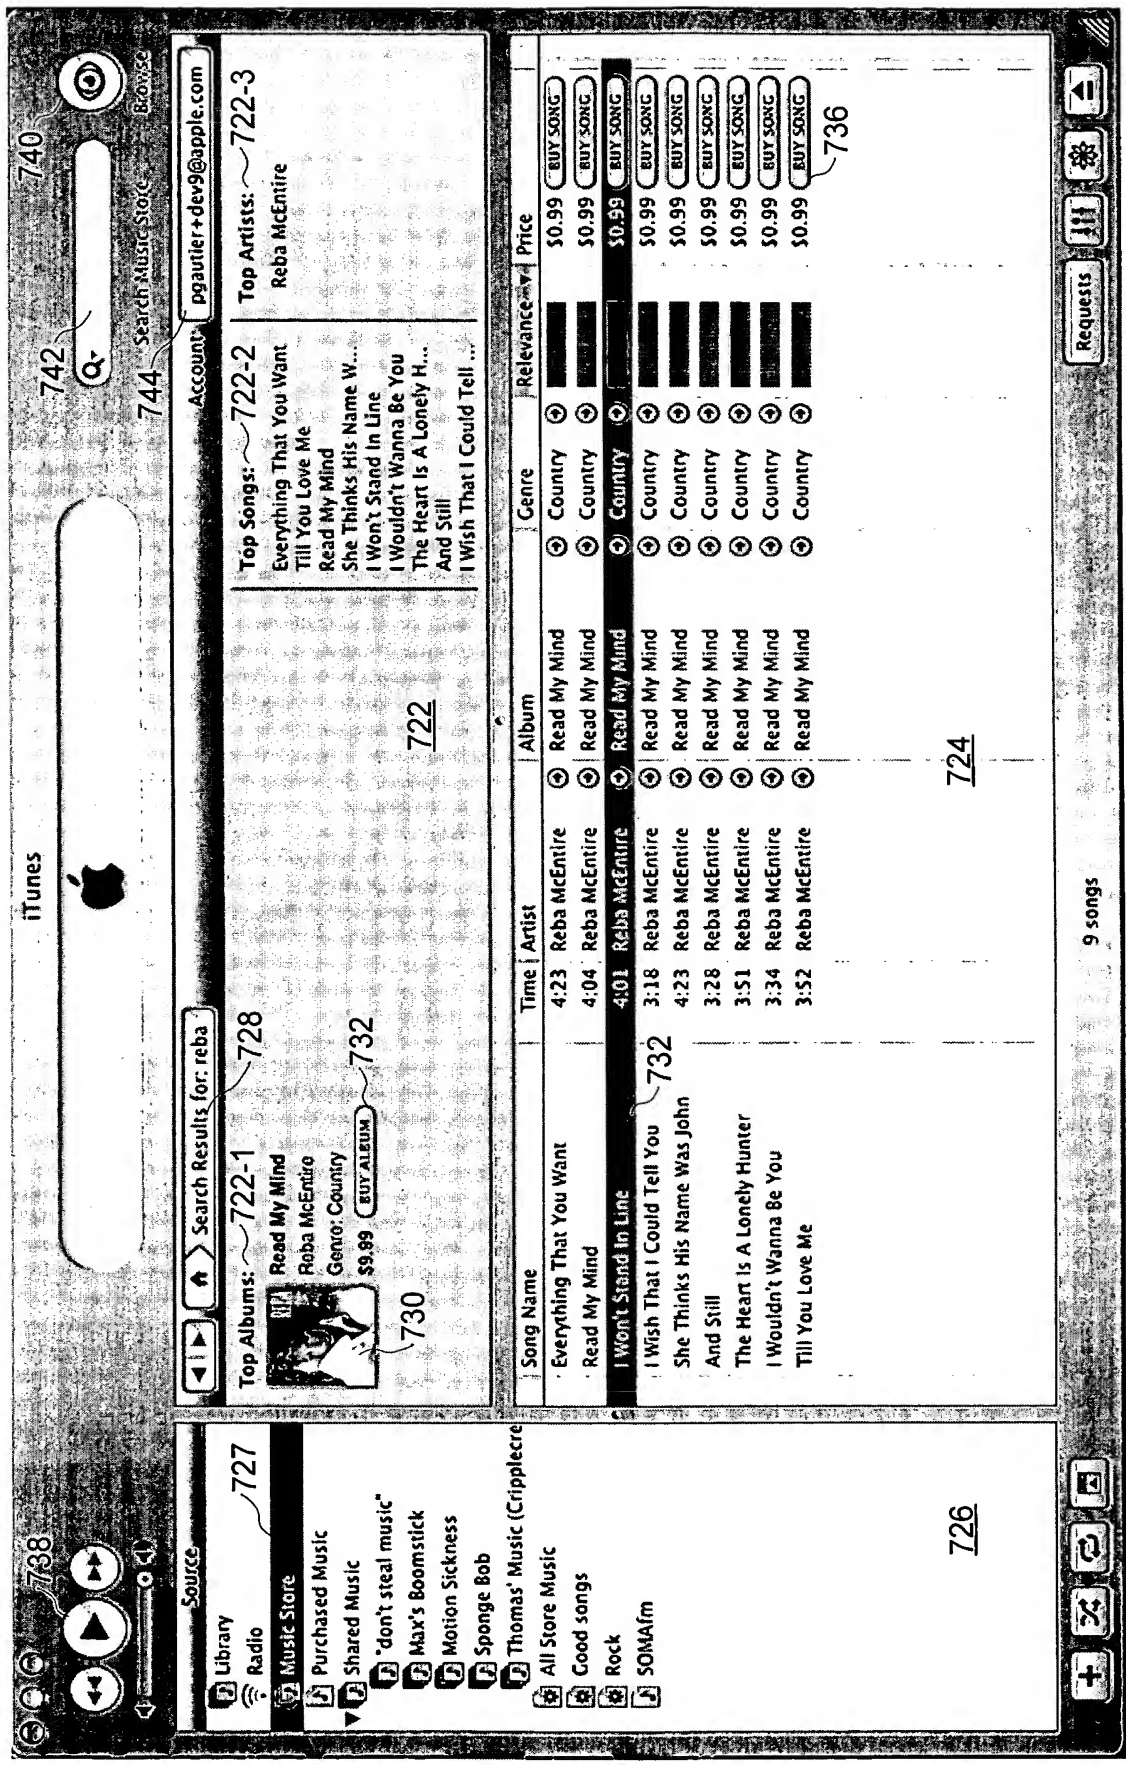 iTunes
738
742
740
Search Music Store
Browse
Source
Search Results for: reba
744
Account:
pgautier+dev9@apple.com
Library
Radio
727
Music Store
Purchased Music
Shared Music
"don't steal music"
Max's Boomstick
Motion Sickness
Sponge Bob
Thomas' Music (Cripplecre
All Store Music
Good songs
Rock
SOMAfm
726
Top Albums: 722-1
728
Read My Mind
Reba McEntire
Genre: Country
$9.99 BUY ALBUM 732
730
722
Top Songs: 722-2
Everything That You Want
Till You Love Me
Read My Mind
She Thinks His Name W...
I Won't Stand In Line
I Wouldn't Wanna Be You
The Heart Is A Lonely H...
And Still
I Wish That I Could Tell ...
Top Artists: 722-3
Reba McEntire
Song Name Time Artist Album Genre Relevance Price
Everything That You Want 4:23 Reba McEntire Read My Mind Country $0.99 BUY SONG
Read My Mind 4:04 Reba McEntire Read My Mind Country $0.99 BUY SONG
I Won't Stand In Line 4:01 Reba McEntire Read My Mind Country $0.99 BUY SONG
I Wish That I Could Tell You 3:18 Reba McEntire Read My Mind Country $0.99 BUY SONG
732
She Thinks His Name Was John 4:23 Reba McEntire Read My Mind Country $0.99 BUY SONG
And Still 3:28 Reba McEntire Read My Mind Country $0.99 BUY SONG
The Heart Is A Lonely Hunter 3:51 Reba McEntire Read My Mind Country $0.99 BUY SONG
I Wouldn't Wanna Be You 3:34 Reba McEntire Read My Mind Country $0.99 BUY SONG
Till You Love Me 3:52 Reba McEntire Read My Mind Country $0.99 BUY SONG
736
724
9 songs
Requests